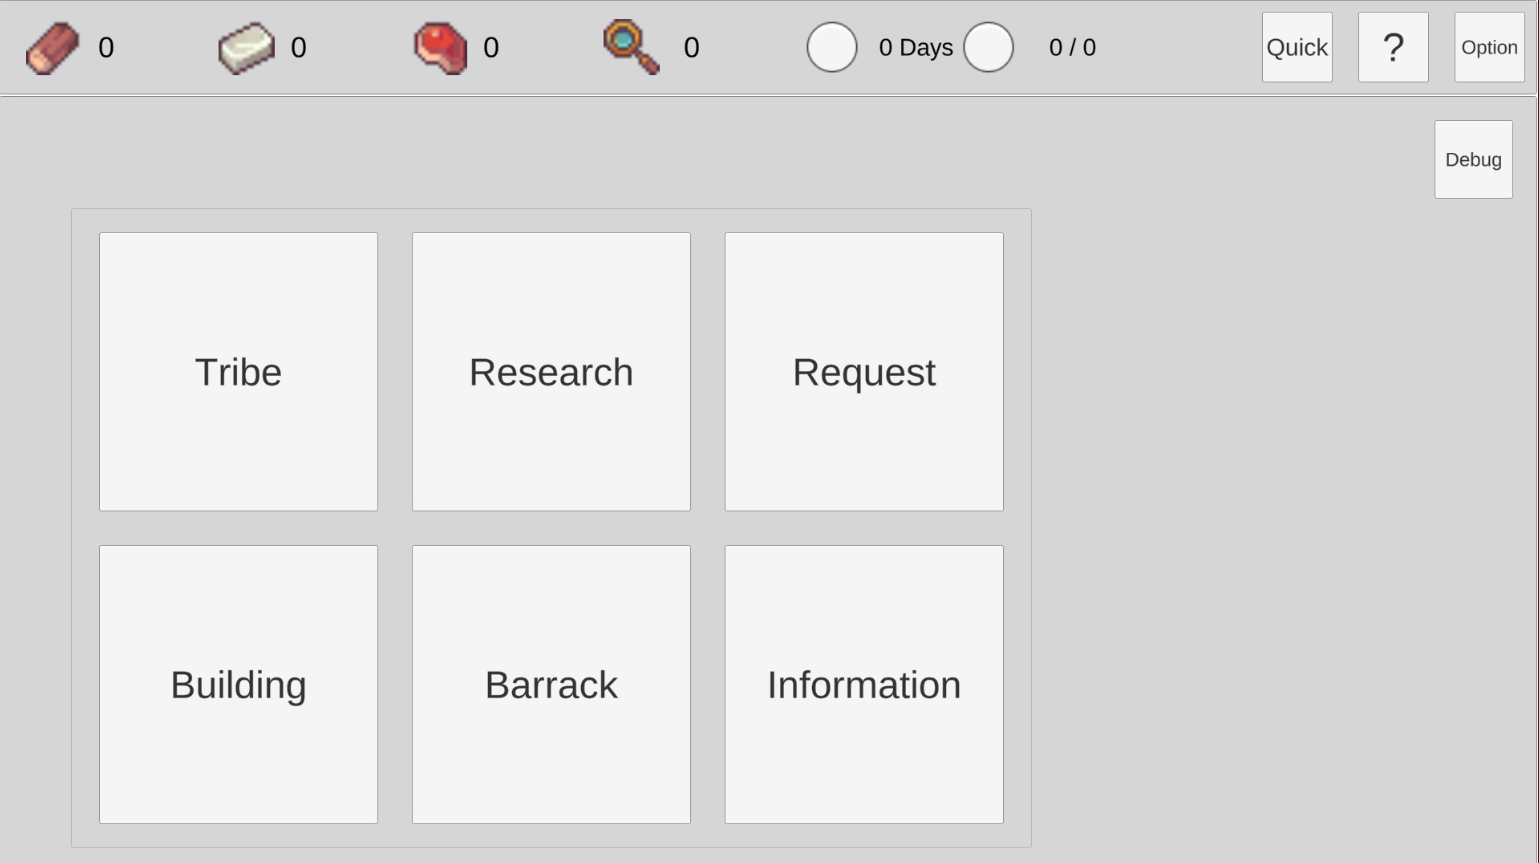 0 0 0 0 0 Days 0 / 0 Quick ? Option
Debug
Tribe Research Request
Building Barrack Information